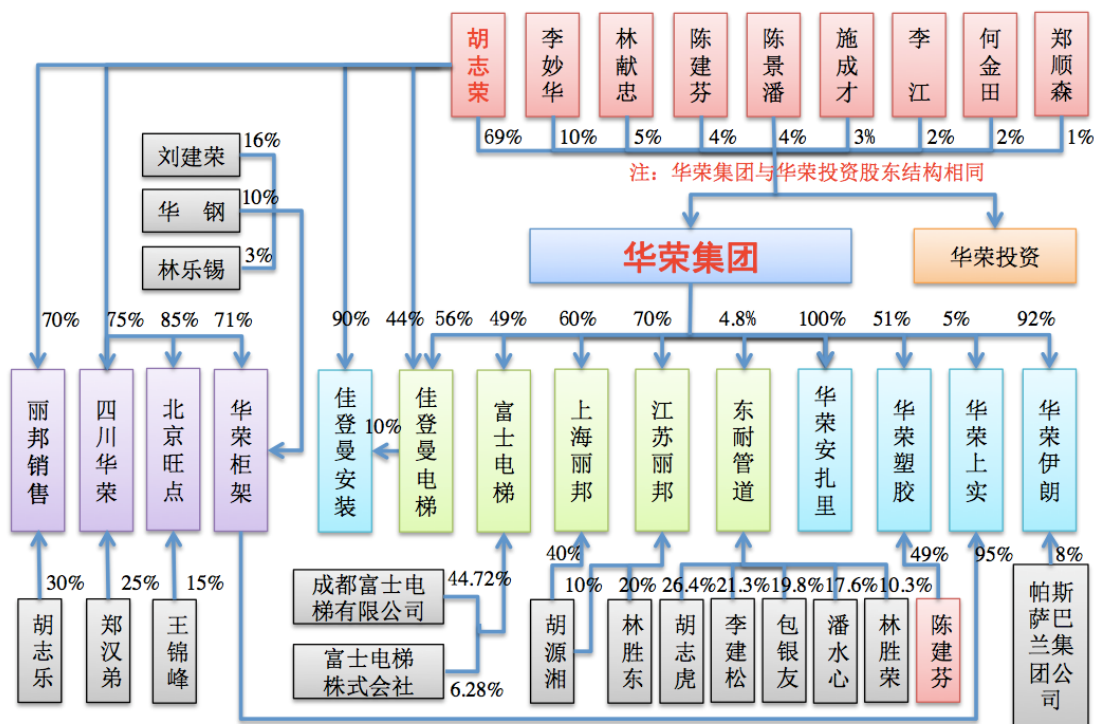 胡志荣
李妙华
林献忠
陈建芬
陈景潘
施成才
李江
何金田
郑顺森
69%
10%
5%
4%
4%
3%
2%
2%
1%
注：华荣集团与华荣投资股东结构相同
刘建荣
16%
华 钢
10%
林乐锡
3%
华荣集团
华荣投资
70%
75%
85%
71%
90%
44%
56%
49%
60%
70%
4.8%
100%
51%
5%
92%
丽邦销售
四川华荣
北京旺点
华荣柜架
佳登曼安装
10%
佳登曼电梯
富士电梯
上海丽邦
江苏丽邦
东耐管道
华荣安扎里
华荣塑胶
华荣上实
华荣伊朗
30%
25%
15%
44.72%
6.28%
40%
10%
20%
26.4%
21.3%
19.8%
17.6%
10.3%
49%
95%
8%
胡志乐
郑汉弟
王锦峰
成都富士电
梯有限公司
富士电梯
株式会社
胡源湘
林胜东
胡志虎
李建松
包银友
潘水心
林胜荣
陈建芬
帕斯
萨巴
兰集
团公
司